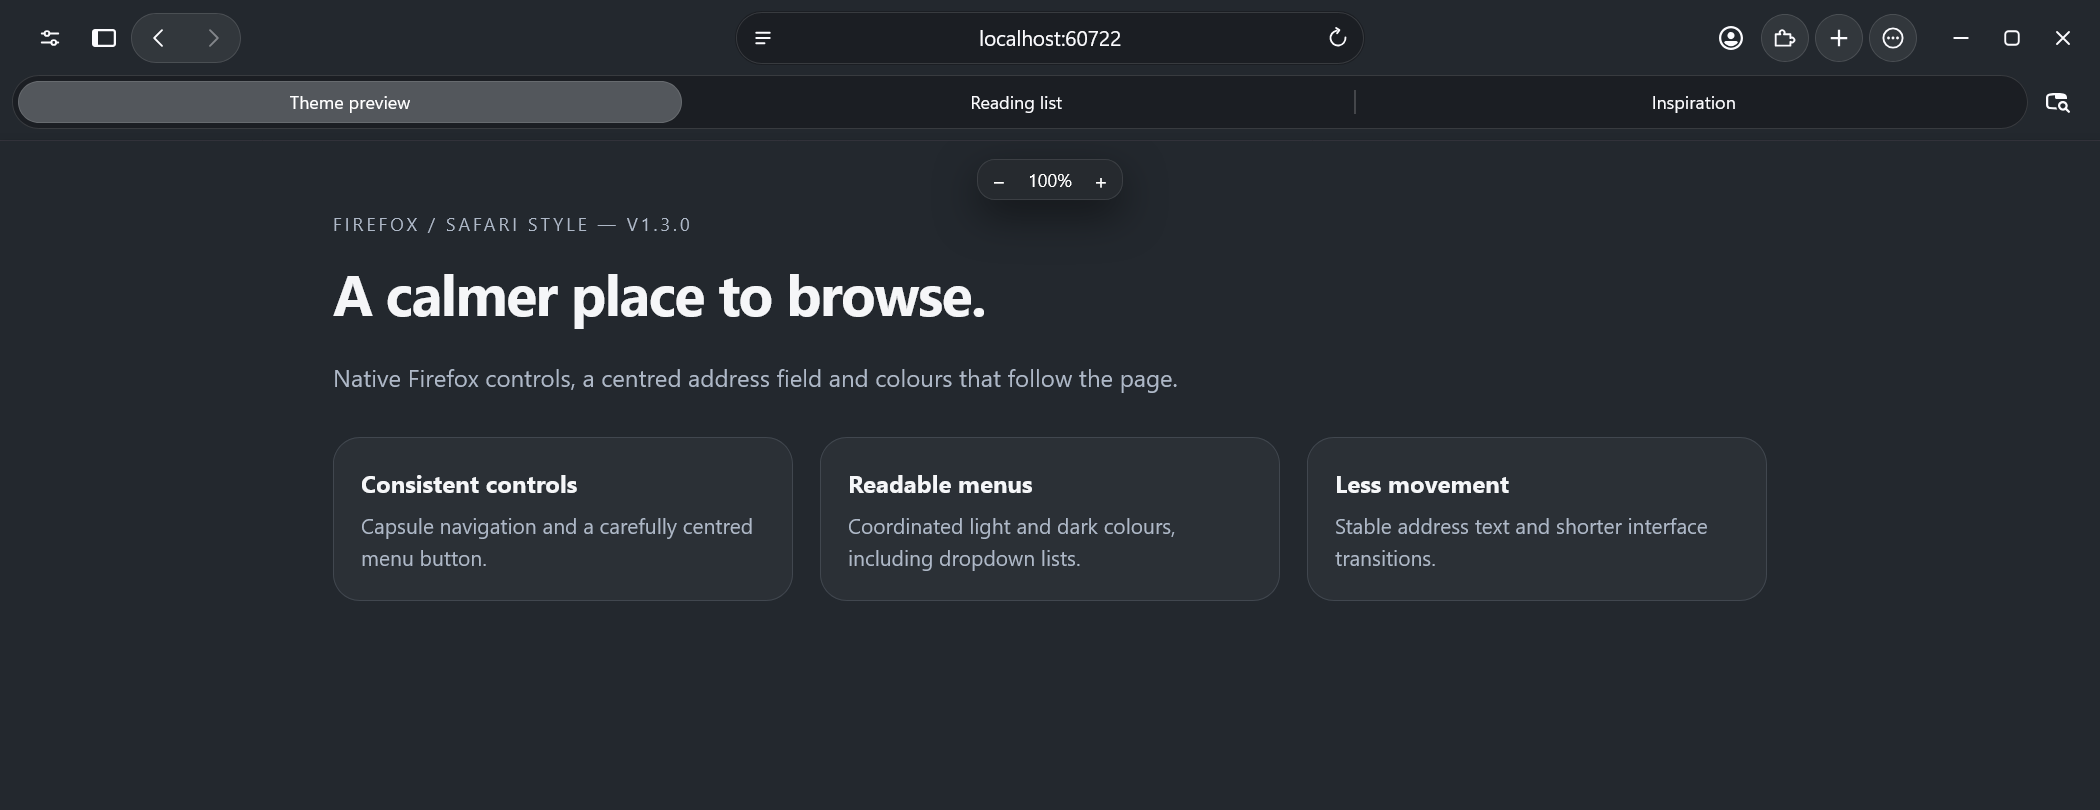 localhost:60722
Theme preview
Reading list
Inspiration
− 100% +
FIREFOX / SAFARI STYLE — V1.3.0
A calmer place to browse.
Native Firefox controls, a centred address field and colours that follow the page.
Consistent controls
Capsule navigation and a carefully centred
menu button.
Readable menus
Coordinated light and dark colours,
including dropdown lists.
Less movement
Stable address text and shorter interface
transitions.